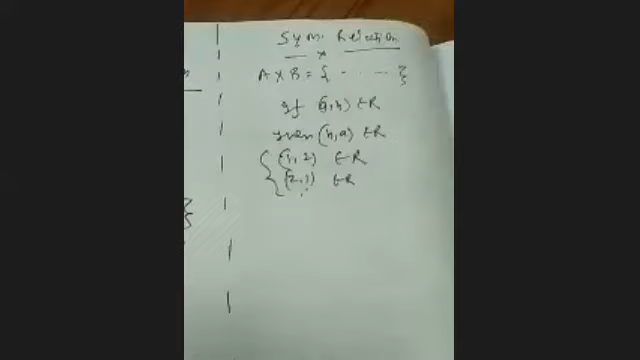 Sym. Relation
A × B = { - - - - - }
if (a,b) ∈ R
then (b,a) ∈ R
(1,2) ∈ R
(2,1) ∈ R